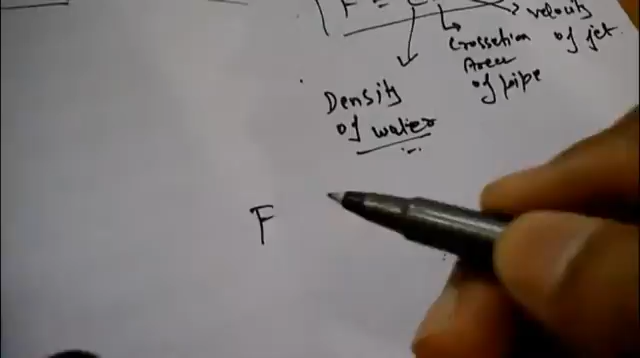 F =
velocity
of jet
Crossection
Area
of pipe
Density
of water
F